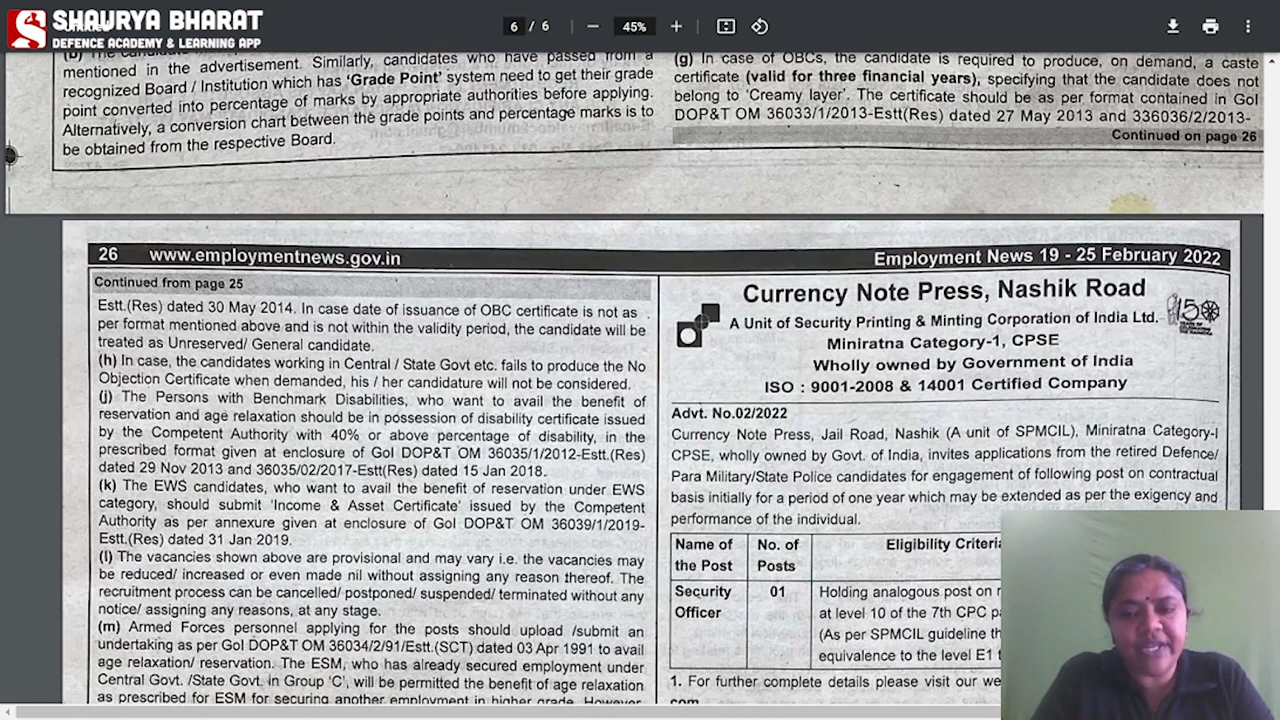 SHAURYA BHARAT
DEFENCE ACADEMY & LEARNING APP
6 / 6
45%
mentioned in the advertisement. Similarly, candidates who have passed from a
recognized Board / Institution which has 'Grade Point' system need to get their grade
point converted into percentage of marks by appropriate authorities before applying.
Alternatively, a conversion chart between the grade points and percentage marks is to
be obtained from the respective Board.
(g) In case of OBCs, the candidate is required to produce, on demand, a caste
certificate (valid for three financial years), specifying that the candidate does not
belong to 'Creamy layer'. The certificate should be as per format contained in GoI
DOP&T OM 36033/1/2013-Estt(Res) dated 27 May 2013 and 336036/2/2013-
Continued on page 26
26 www.employmentnews.gov.in
Employment News 19 - 25 February 2022
Continued from page 25
Estt.(Res) dated 30 May 2014. In case date of issuance of OBC certificate is not as
per format mentioned above and is not within the validity period, the candidate will be
treated as Unreserved/ General candidate.
(h) In case, the candidates working in Central / State Govt etc. fails to produce the No
Objection Certificate when demanded, his / her candidature will not be considered.
(j) The Persons with Benchmark Disabilities, who want to avail the benefit of
reservation and age relaxation should be in possession of disability certificate issued
by the Competent Authority with 40% or above percentage of disability, in the
prescribed format given at enclosure of GoI DOP&T OM 36035/1/2012-Estt.(Res)
dated 29 Nov 2013 and 36035/02/2017-Estt(Res) dated 15 Jan 2018.
(k) The EWS candidates, who want to avail the benefit of reservation under EWS
category, should submit 'Income & Asset Certificate' issued by the Competent
Authority as per annexure given at enclosure of GoI DOP&T OM 36039/1/2019-
Estt.(Res) dated 31 Jan 2019.
(l) The vacancies shown above are provisional and may vary i.e. the vacancies may
be reduced/ increased or even made nil without assigning any reason thereof. The
recruitment process can be cancelled/ postponed/ suspended/ terminated without any
notice/ assigning any reasons, at any stage.
(m) Armed Forces personnel applying for the posts should upload /submit an
undertaking as per GoI DOP&T OM 36034/2/91/Estt.(SCT) dated 03 Apr 1991 to avail
age relaxation/ reservation. The ESM, who has already secured employment under
Central Govt. /State Govt. in Group 'C', will be permitted the benefit of age relaxation
as prescribed for ESM for securing another employment in higher grade. However
Currency Note Press, Nashik Road
A Unit of Security Printing & Minting Corporation of India Ltd.
Miniratna Category-1, CPSE
Wholly owned by Government of India
ISO : 9001-2008 & 14001 Certified Company
150
Advt. No.02/2022
Currency Note Press, Jail Road, Nashik (A unit of SPMCIL), Miniratna Category-I
CPSE, wholly owned by Govt. of India, invites applications from the retired Defence/
Para Military/State Police candidates for engagement of following post on contractual
basis initially for a period of one year which may be extended as per the exigency and
performance of the individual.
Name of the Post
No. of Posts
Eligibility Criteria
Security Officer
01
Holding analogous post on
at level 10 of the 7th CPC
(As per SPMCIL guideline
equivalence to the level E1
1. For further complete details please visit our